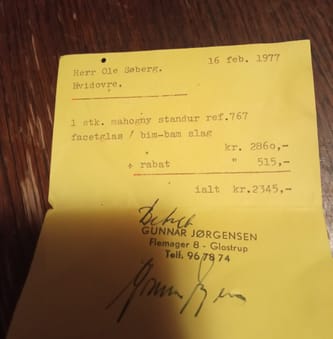 Herr Ole Søberg. 16 feb. 1977
Hvidovre.
1 stk. mahogny standur ref.767
facetglas / bim-bam slag
kr. 2860,-
÷ rabat " 515,-
ialt kr.2345,-
Betalt
GUNNAR JØRGENSEN
Flemager 8 - Glostrup
Telf. 96 78 74